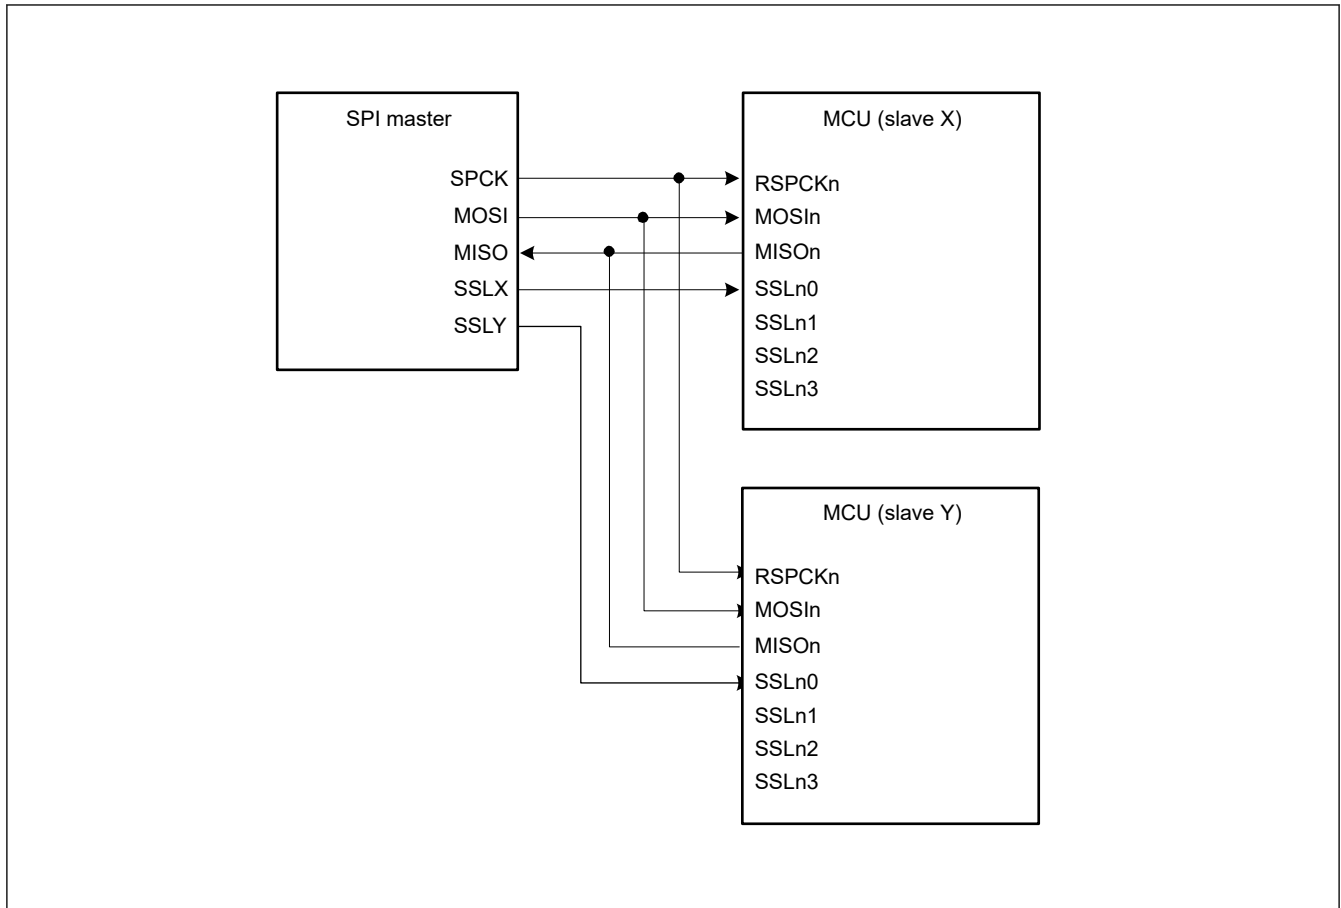 SPI master
SPCK
MOSI
MISO
SSLX
SSLY
MCU (slave X)
RSPCKn
MOSIn
MISOn
SSLn0
SSLn1
SSLn2
SSLn3
MCU (slave Y)
RSPCKn
MOSIn
MISOn
SSLn0
SSLn1
SSLn2
SSLn3